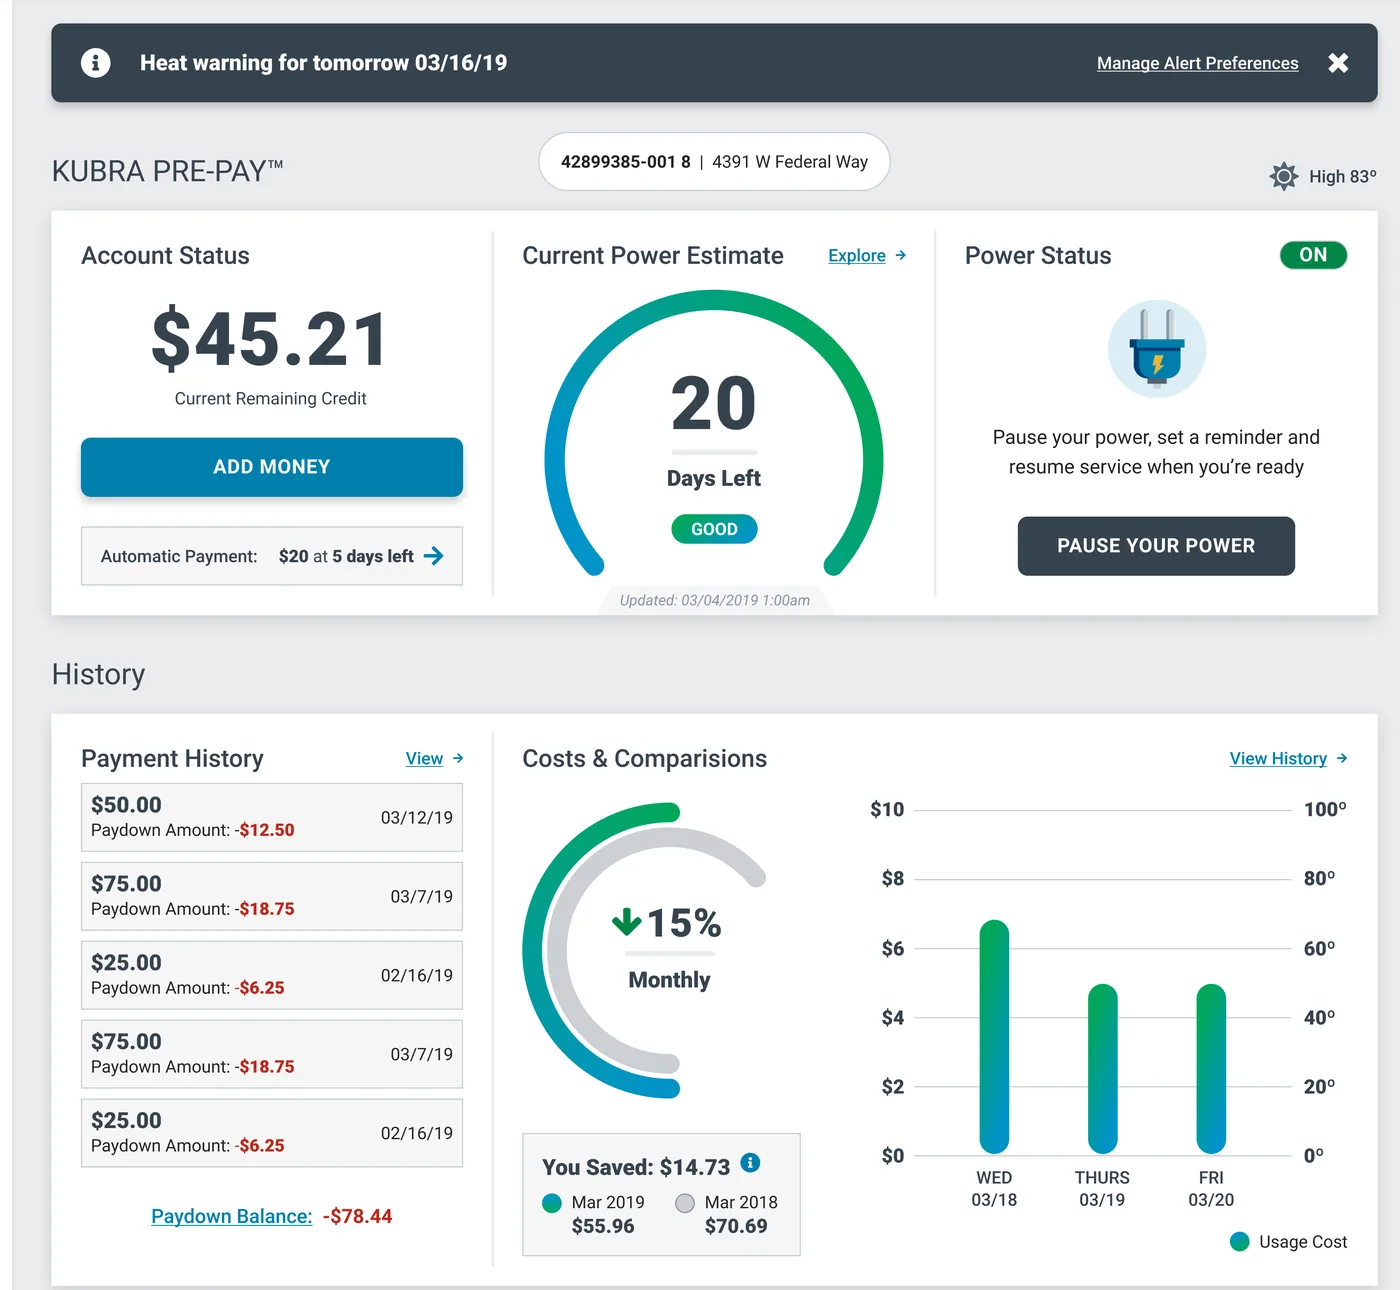 Heat warning for tomorrow 03/16/19
Manage Alert Preferences
KUBRA PRE-PAY™
42899385-001 8 | 4391 W Federal Way
High 83º
Account Status
$45.21
Current Remaining Credit
ADD MONEY
Automatic Payment: $20 at 5 days left
Current Power Estimate
Explore
20
Days Left
GOOD
Updated: 03/04/2019 1:00am
Power Status
ON
Pause your power, set a reminder and
resume service when you’re ready
PAUSE YOUR POWER
History
Payment History
View
$50.00
Paydown Amount: -$12.50
03/12/19
$75.00
Paydown Amount: -$18.75
03/7/19
$25.00
Paydown Amount: -$6.25
02/16/19
$75.00
Paydown Amount: -$18.75
03/7/19
$25.00
Paydown Amount: -$6.25
02/16/19
Paydown Balance: -$78.44
Costs & Comparisions
View History
15%
Monthly
You Saved: $14.73
Mar 2019
$55.96
Mar 2018
$70.69
$10
100º
$8
80º
$6
60º
$4
40º
$2
20º
$0
0º
WED
03/18
THURS
03/19
FRI
03/20
Usage Cost